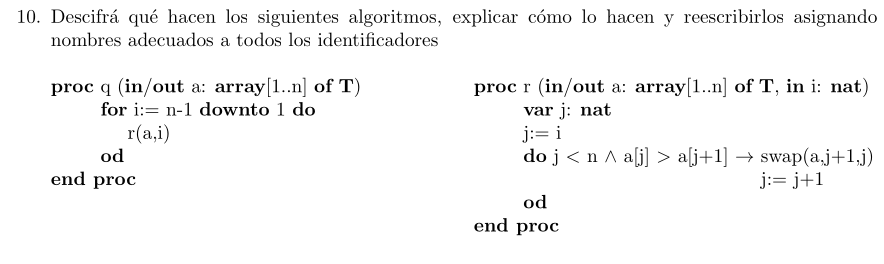 10. Descifrá qué hacen los siguientes algoritmos, explicar cómo lo hacen y reescribirlos asignando
nombres adecuados a todos los identificadores
proc q (in/out a: array[1..n] of T)
for i:= n-1 downto 1 do
r(a,i)
od
end proc
proc r (in/out a: array[1..n] of T, in i: nat)
var j: nat
j:= i
do j < n ∧ a[j] > a[j+1] → swap(a,j+1,j)
j:= j+1
od
end proc